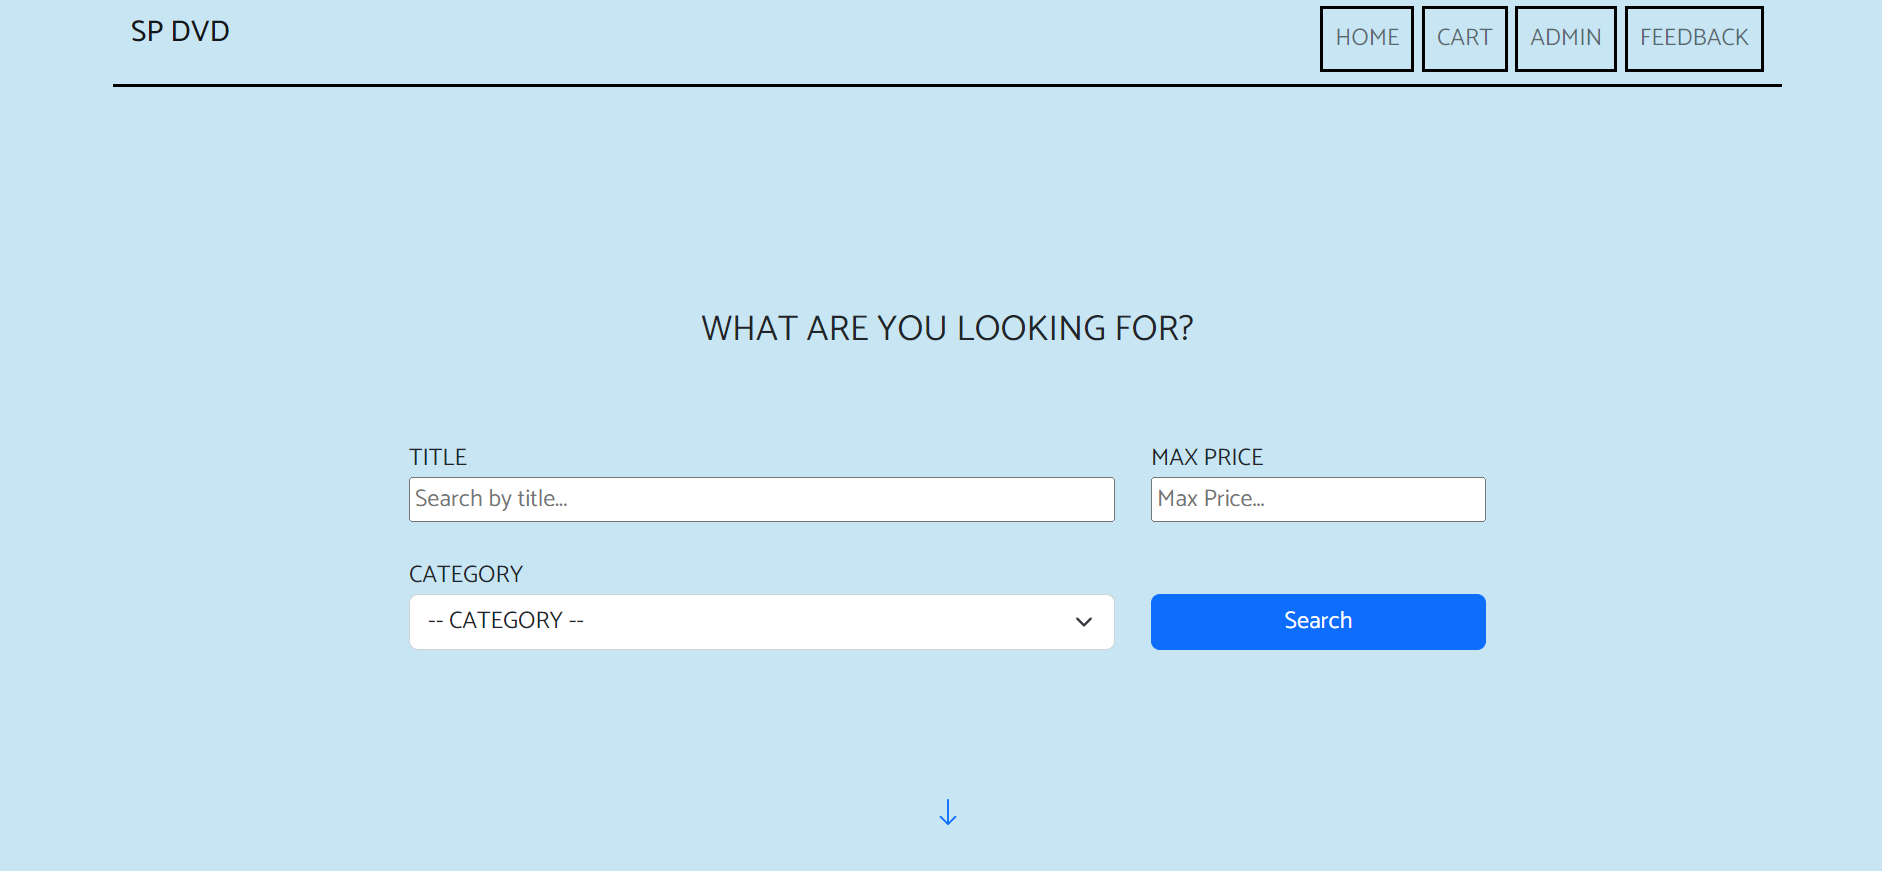 SP DVD
HOME CART ADMIN FEEDBACK
WHAT ARE YOU LOOKING FOR?
TITLE
Search by title...
MAX PRICE
Max Price...
CATEGORY
-- CATEGORY --
Search